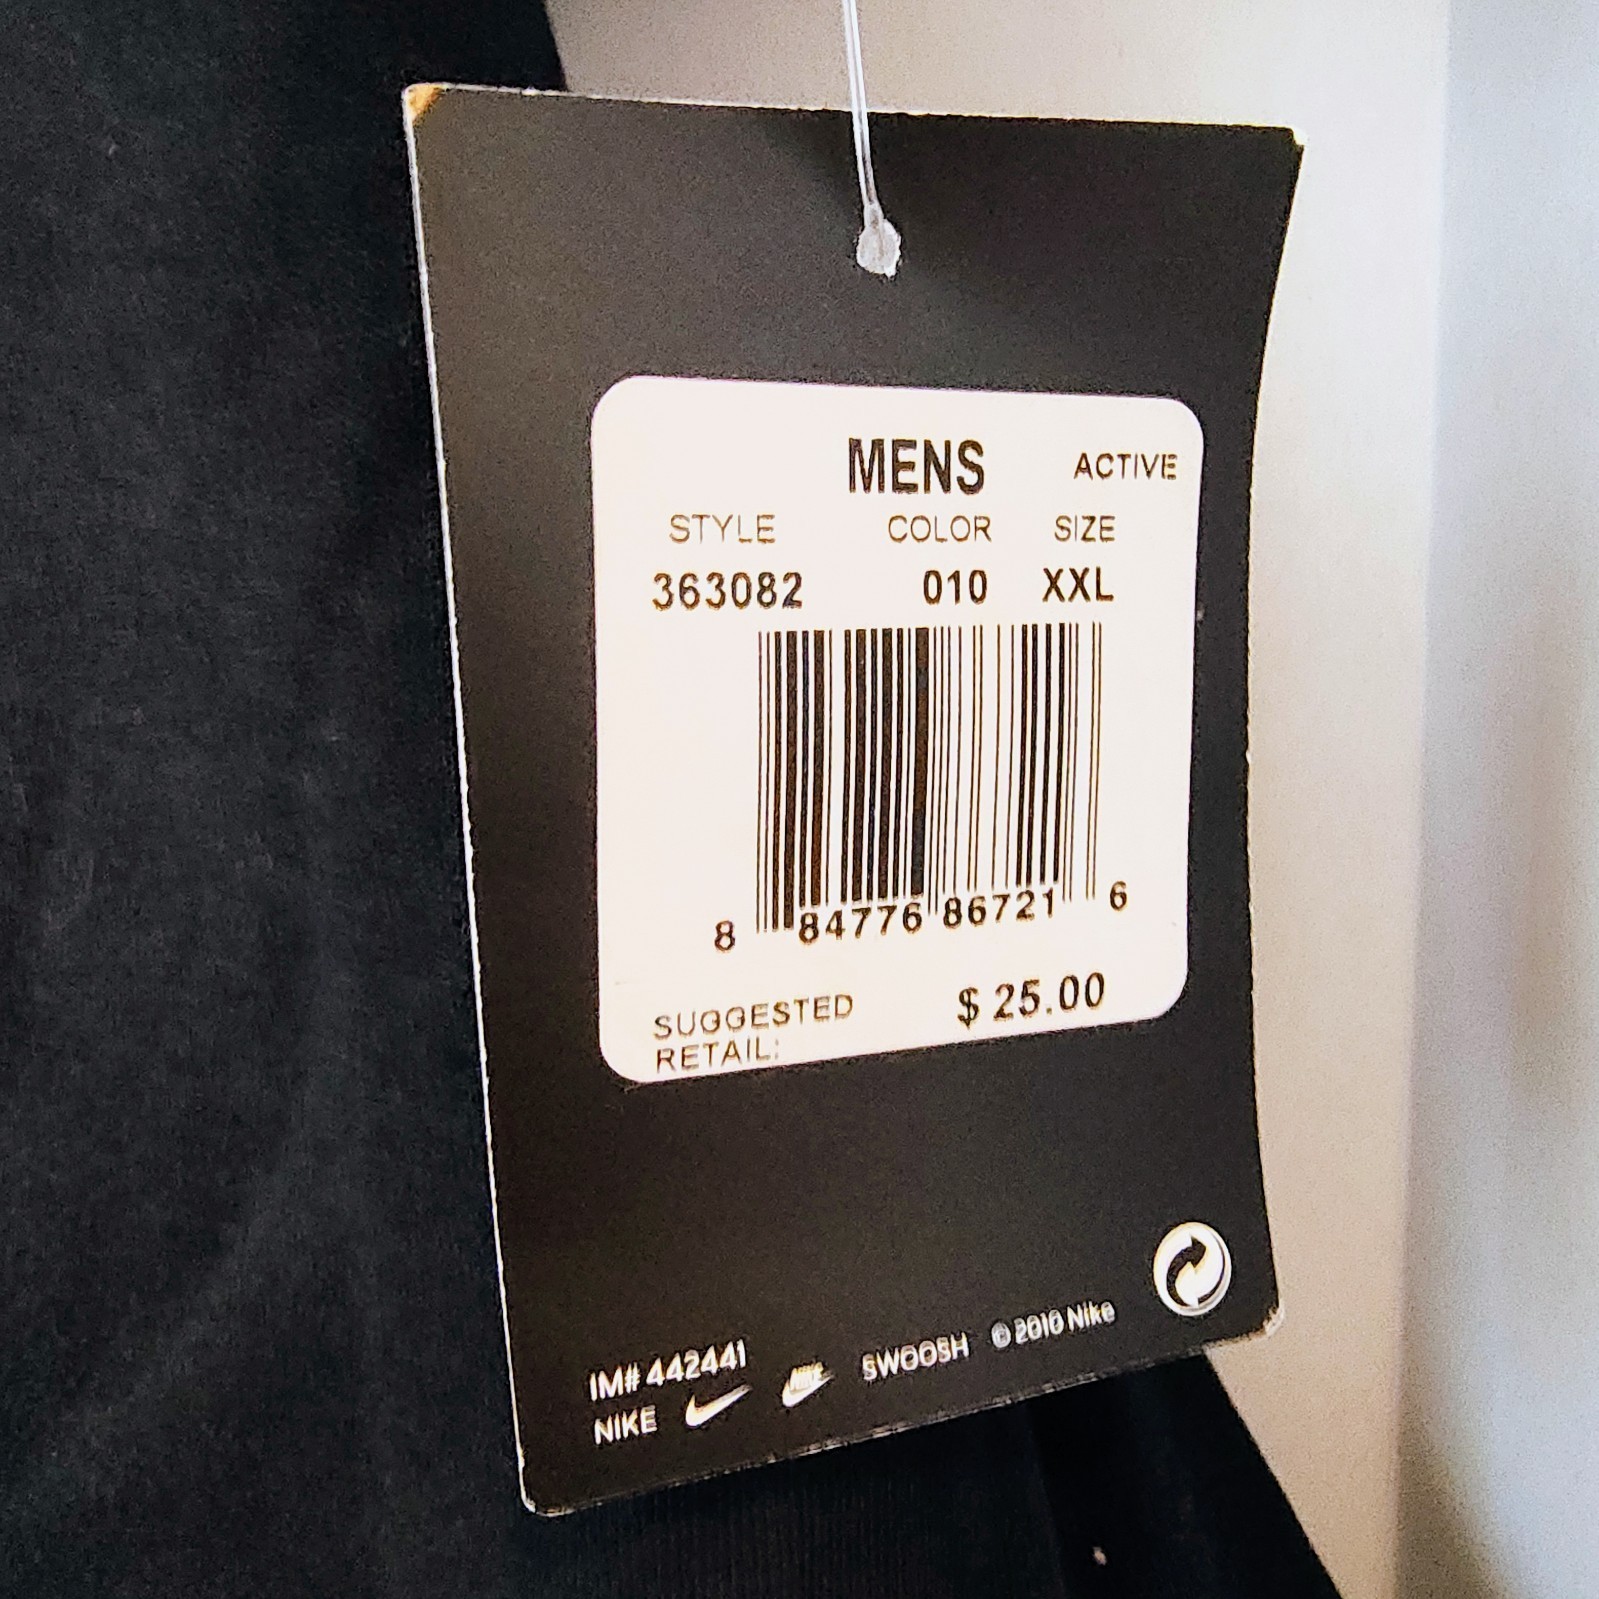 MENS ACTIVE
STYLE COLOR SIZE
363082 010 XXL
8 84776 86721 6
SUGGESTED RETAIL: $ 25.00
IM# 442441
NIKE NIKE SWOOSH © 2010 Nike